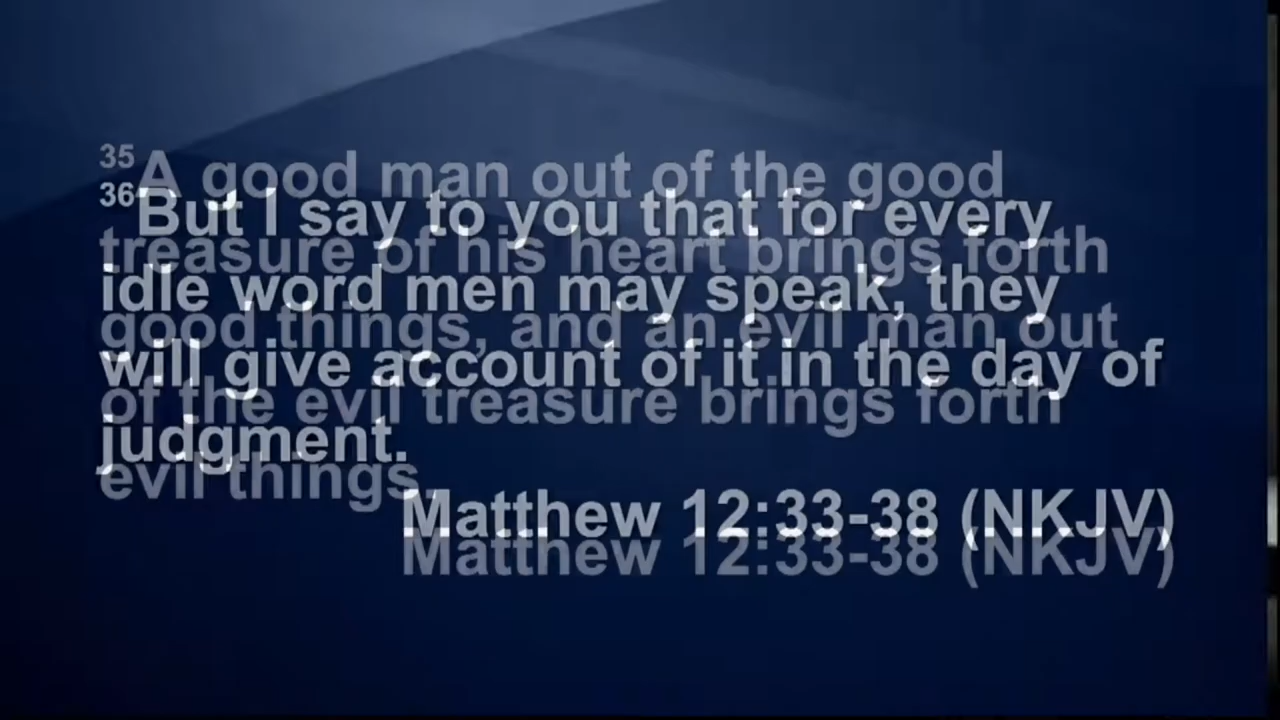 35 A good man out of the good
treasure of his heart brings forth
good things, and an evil man out
of the evil treasure brings forth
evil things.
Matthew 12:33-38 (NKJV)
36 But I say to you that for every
idle word men may speak, they
will give account of it in the day of
judgment.
Matthew 12:33-38 (NKJV)